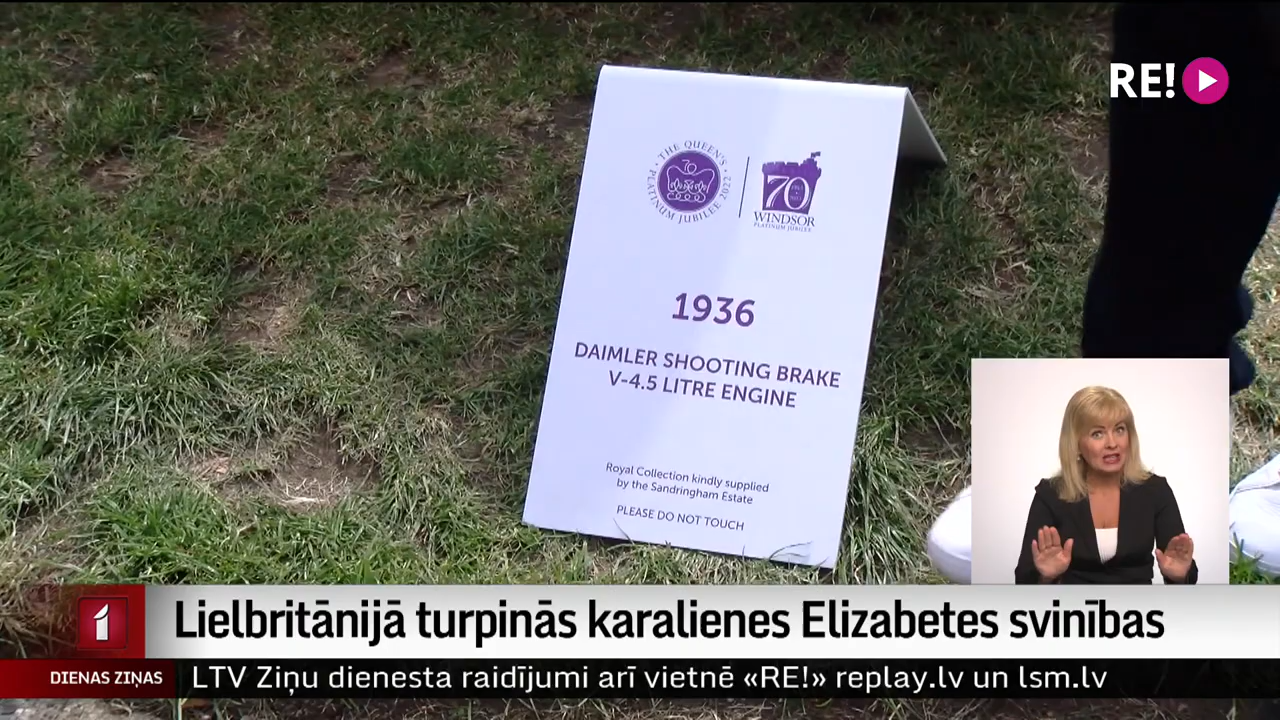 RE!
THE QUEEN'S PLATINUM JUBILEE 2022
70
70
WINDSOR
PLATINUM JUBILEE
1936
DAIMLER SHOOTING BRAKE
V-4.5 LITRE ENGINE
Royal Collection kindly supplied
by the Sandringham Estate
PLEASE DO NOT TOUCH
1
Lielbritānijā turpinās karalienes Elizabetes svinības
DIENAS ZIŅAS
LTV Ziņu dienesta raidījumi arī vietnē «RE!» replay.lv un lsm.lv